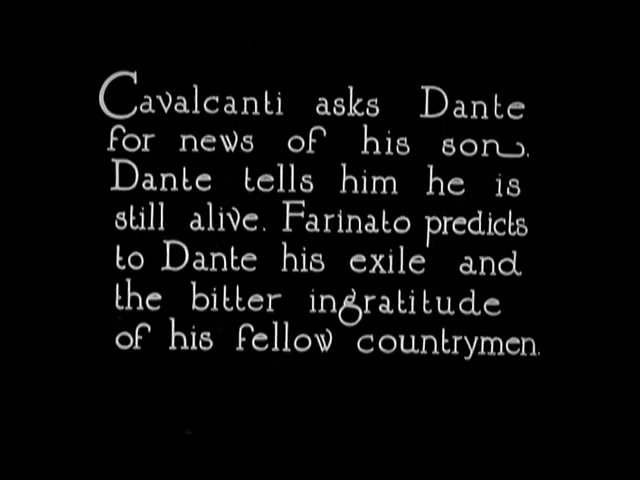 Cavalcanti asks Dante
for news of his son.
Dante tells him he is
still alive. Farinato predicts
to Dante his exile and
the bitter ingratitude
of his fellow countrymen.